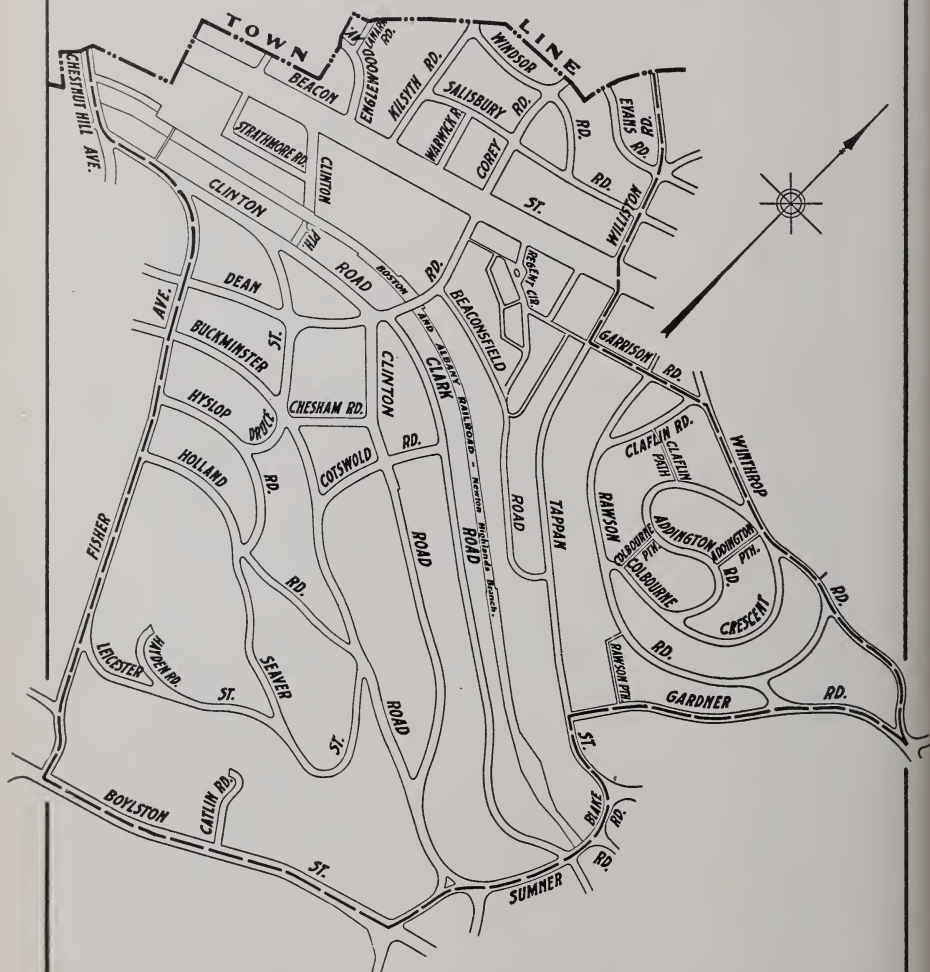 TOWN LINE
CHESTNUT HILL AVE.
BEACON
ENGLEWOOD
RD.
KILSYTH RD.
WINDSOR
RD.
SALISBURY RD.
WARWICK R
COREY
RD.
EVANS RD.
RD.
STRATHMORE RD.
CLINTON
PTH.
CLINTON
ROAD
ST.
WILLISTON
BOSTON AND ALBANY RAILROAD - Newton Highlands Branch.
RD.
BEACONSFIELD
ROAD
REGENT CIR.
GARRISON RD.
DEAN
AVE.
BUCKMINSTER
ST.
HYSLOP
DRUCE
CHESHAM RD.
CLINTON
RD.
CLARK
ROAD
HOLLAND
RD.
COTSWOLD
ROAD
TAPPAN
RAWSON
CLAFLIN RD.
CLAFLIN PATH
WINTHROP
ADDINGTON
ADDINGTON PTH.
RD.
COLBOURNE PTH.
COLBOURNE
CRESCENT
RD.
FISHER
RD.
LEICESTER
HAYDEN RD.
ST.
SEAVER
ST.
ROAD
RD.
RAWSON PTH.
GARDNER
RD.
ST.
BLAKE
RD.
RD.
BOYLSTON
CATLIN RD.
ST.
SUMNER